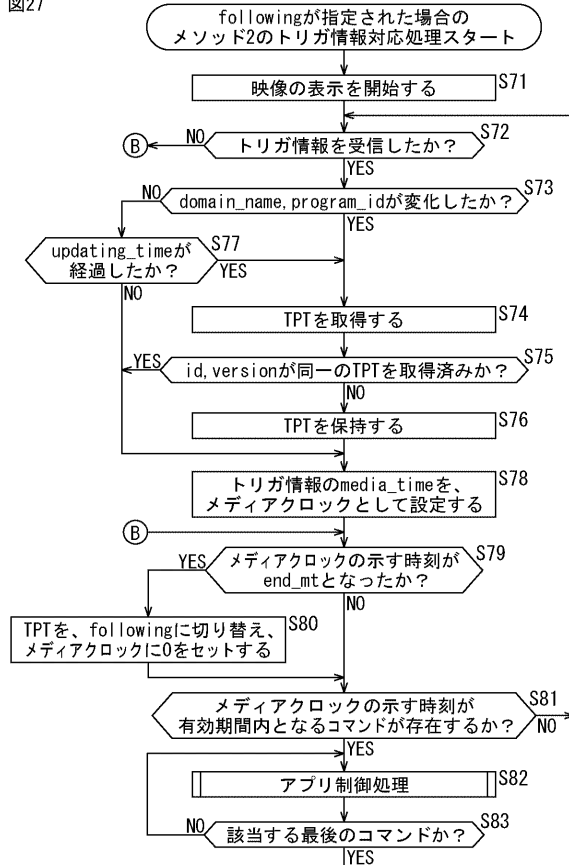 図27
followingが指定された場合の
メソッド2のトリガ情報対応処理スタート
映像の表示を開始する
S71
B
NO
トリガ情報を受信したか？
S72
YES
NO
domain_name,program_idが変化したか？
S73
YES
updating_timeが
経過したか？
S77
YES
NO
TPTを取得する
S74
YES
id,versionが同一のTPTを取得済みか？
S75
NO
TPTを保持する
S76
トリガ情報のmedia_timeを、
メディアクロックとして設定する
S78
B
YES
メディアクロックの示す時刻が
end_mtとなったか？
S79
NO
TPTを、followingに切り替え、
メディアクロックに0をセットする
S80
メディアクロックの示す時刻が
有効期間内となるコマンドが存在するか？
S81
NO
YES
アプリ制御処理
S82
NO
該当する最後のコマンドか？
S83
YES